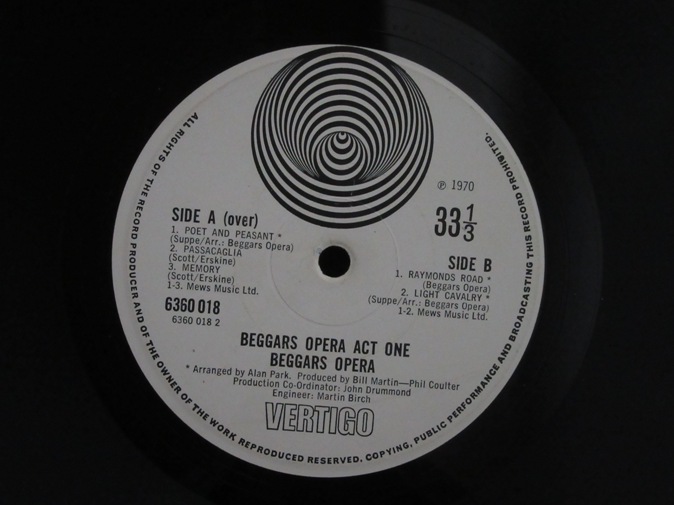 ℗ 1970
33 1/3
SIDE A (over)
1. POET AND PEASANT *
(Suppe/Arr.: Beggars Opera)
2. PASSACAGLIA
(Scott/Erskine)
3. MEMORY
(Scott/Erskine)
1-3. Mews Music Ltd.
6360 018
6360 018 2
SIDE B
1. RAYMONDS ROAD *
(Beggars Opera)
2. LIGHT CAVALRY *
(Suppe/Arr.: Beggars Opera)
1-2. Mews Music Ltd.
BEGGARS OPERA ACT ONE
BEGGARS OPERA
* Arranged by Alan Park. Produced by Bill Martin—Phil Coulter
Production Co-Ordinator: John Drummond
Engineer: Martin Birch
VERTIGO
ALL RIGHTS OF THE RECORD PRODUCER AND OF THE OWNER OF THE WORK REPRODUCED RESERVED. COPYING, PUBLIC PERFORMANCE AND BROADCASTING THIS RECORD PROHIBITED.